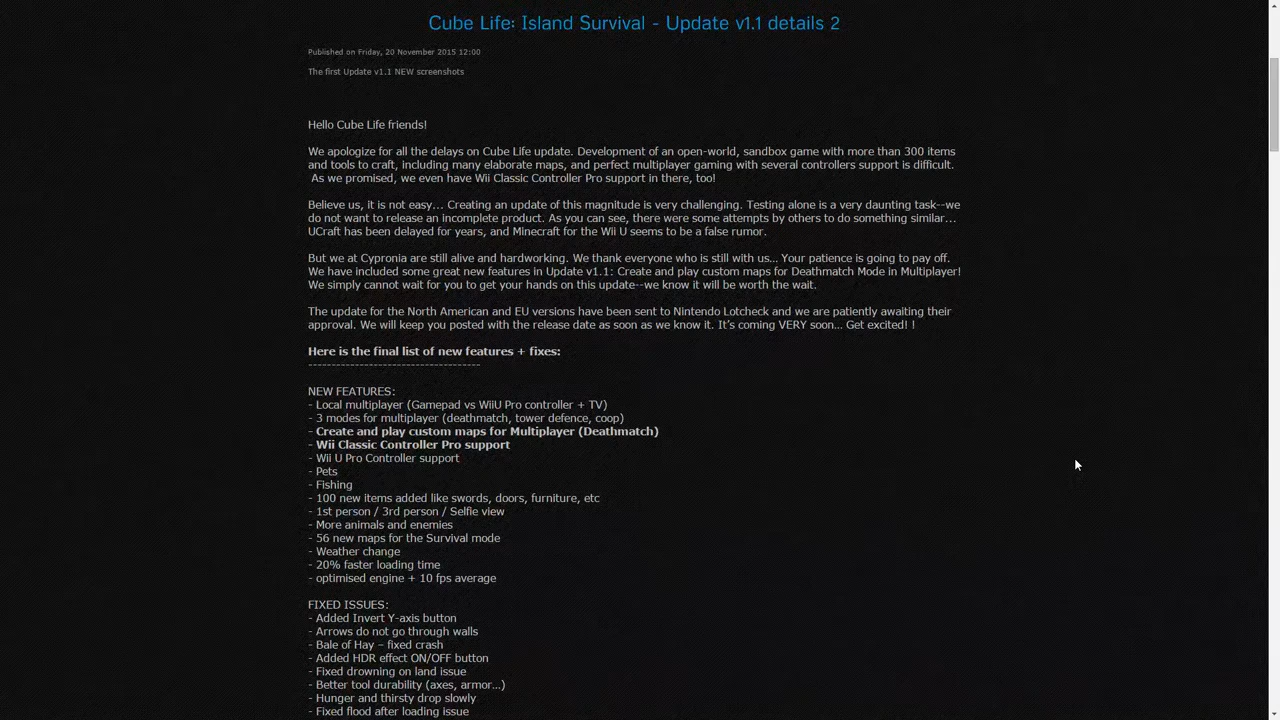 Cube Life: Island Survival - Update v1.1 details 2
Published on Friday, 20 November 2015 12:00
The first Update v1.1 NEW screenshots
Hello Cube Life friends!
We apologize for all the delays on Cube Life update. Development of an open-world, sandbox game with more than 300 items
and tools to craft, including many elaborate maps, and perfect multiplayer gaming with several controllers support is difficult.
As we promised, we even have Wii Classic Controller Pro support in there, too!
Believe us, it is not easy... Creating an update of this magnitude is very challenging. Testing alone is a very daunting task--we
do not want to release an incomplete product. As you can see, there were some attempts by others to do something similar...
UCraft has been delayed for years, and Minecraft for the Wii U seems to be a false rumor.
But we at Cypronia are still alive and hardworking. We thank everyone who is still with us... Your patience is going to pay off.
We have included some great new features in Update v1.1: Create and play custom maps for Deathmatch Mode in Multiplayer!
We simply cannot wait for you to get your hands on this update--we know it will be worth the wait.
The update for the North American and EU versions have been sent to Nintendo Lotcheck and we are patiently awaiting their
approval. We will keep you posted with the release date as soon as we know it. It's coming VERY soon... Get excited! !
Here is the final list of new features + fixes:
------------------------------------
NEW FEATURES:
- Local multiplayer (Gamepad vs WiiU Pro controller + TV)
- 3 modes for multiplayer (deathmatch, tower defence, coop)
- Create and play custom maps for Multiplayer (Deathmatch)
- Wii Classic Controller Pro support
- Wii U Pro Controller support
- Pets
- Fishing
- 100 new items added like swords, doors, furniture, etc
- 1st person / 3rd person / Selfie view
- More animals and enemies
- 56 new maps for the Survival mode
- Weather change
- 20% faster loading time
- optimised engine + 10 fps average
FIXED ISSUES:
- Added Invert Y-axis button
- Arrows do not go through walls
- Bale of Hay – fixed crash
- Added HDR effect ON/OFF button
- Fixed drowning on land issue
- Better tool durability (axes, armor...)
- Hunger and thirsty drop slowly
- Fixed flood after loading issue